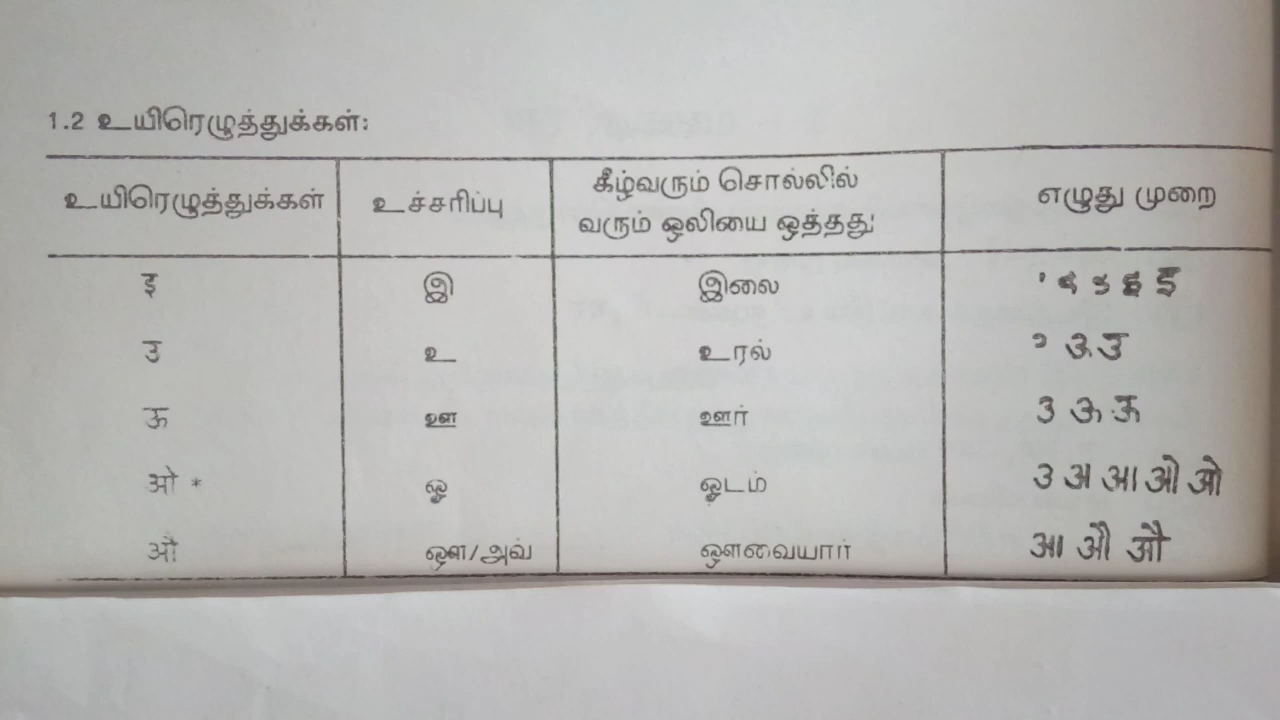 1.2 உயிரெழுத்துக்கள்:
உயிரெழுத்துக்கள் உச்சரிப்பு கீழ்வரும் சொல்லில் எழுது முறை
வரும் ஒலியை ஒத்தது
इ இ இலை
उ உ உரல் उ उ
ऊ ஊ ஊர் उ ऊ ऊ
ओ * ஓ ஓடம் उ अ आ ओ ओ
औ ஔ/அவ் ஔவையார் आ औ औ